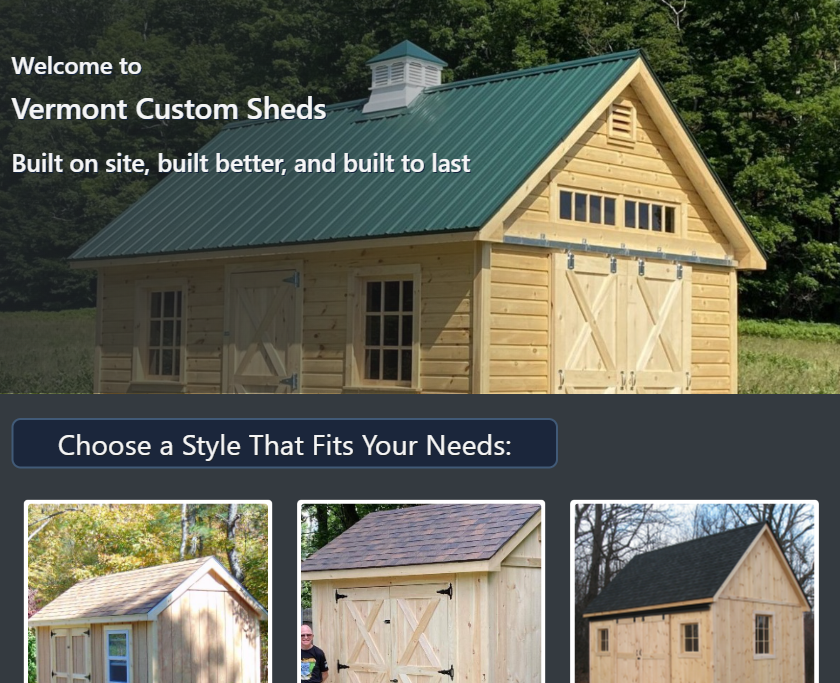 Welcome to
Vermont Custom Sheds
Built on site, built better, and built to last
Choose a Style That Fits Your Needs: